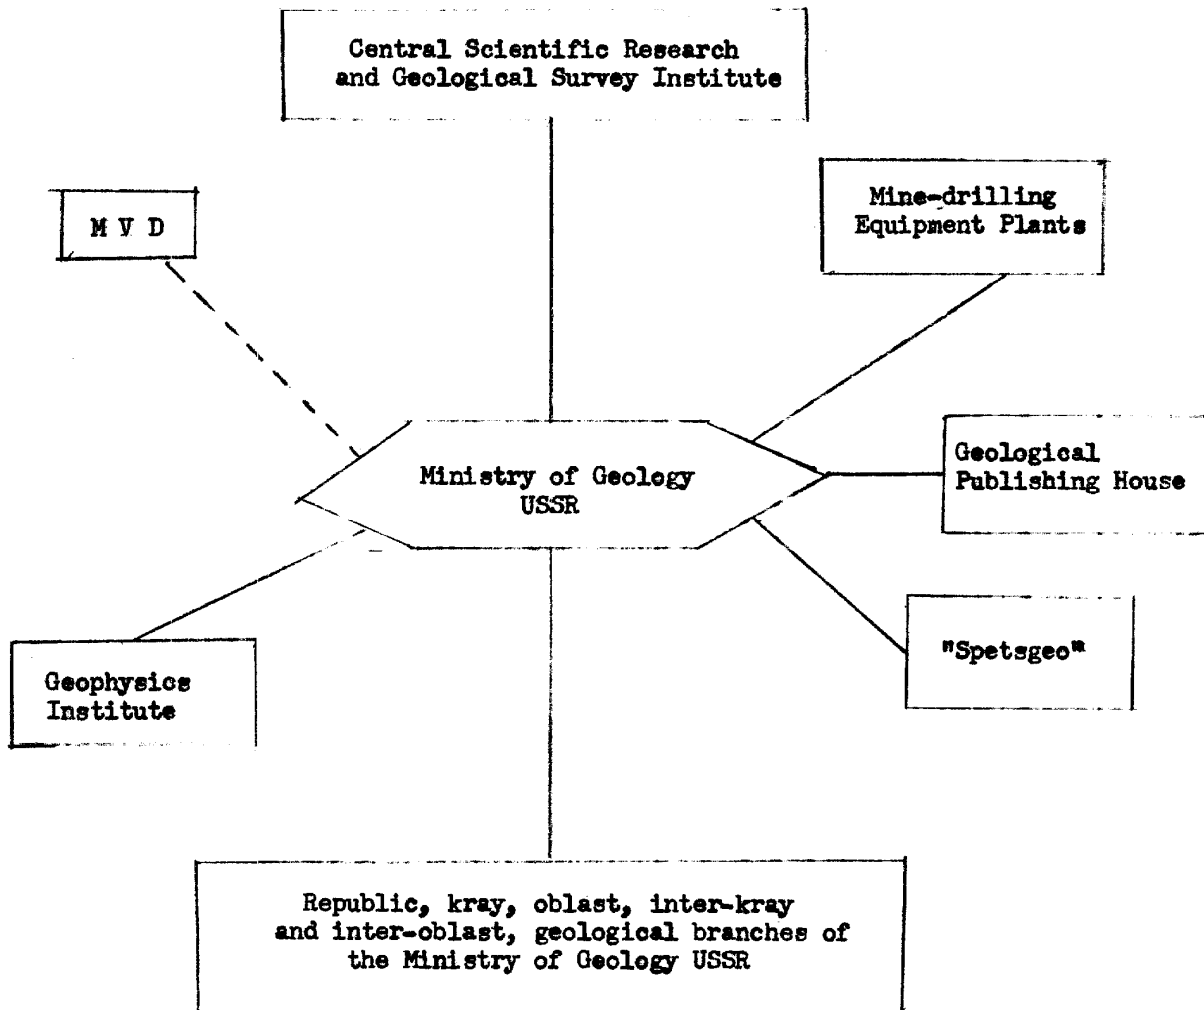 Central Scientific Research
and Geological Survey Institute
M V D
Mine-drilling
Equipment Plants
Ministry of Geology
USSR
Geological
Publishing House
"Spetsgeo"
Geophysics
Institute
Republic, kray, oblast, inter-kray
and inter-oblast, geological branches of
the Ministry of Geology USSR